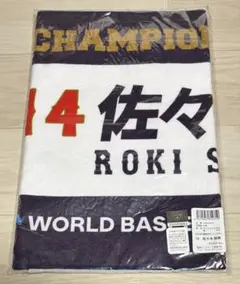 CHAMPION
14 佐々
ROKI S
WORLD BAS